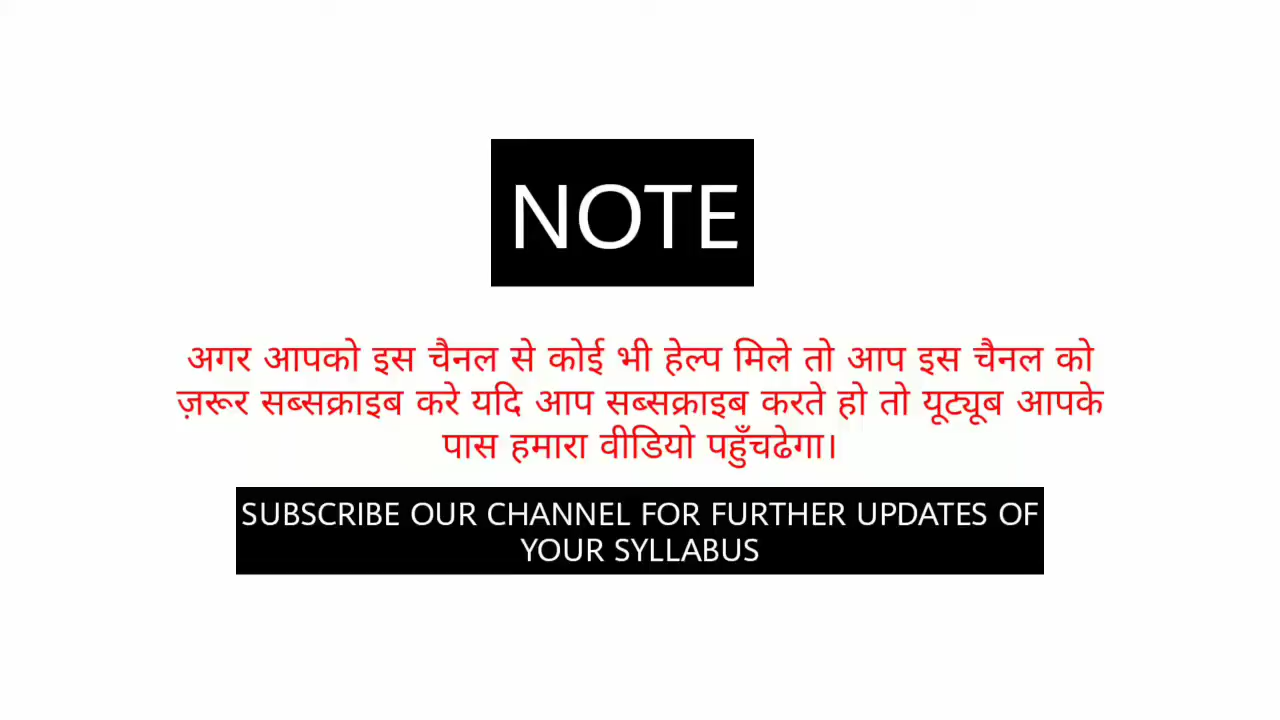 NOTE
अगर आपको इस चैनल से कोई भी हेल्प मिले तो आप इस चैनल को
ज़रूर सब्सक्राइब करे यदि आप सब्सक्राइब करते हो तो यूट्यूब आपके
पास हमारा वीडियो पहुँचढेगा।
SUBSCRIBE OUR CHANNEL FOR FURTHER UPDATES OF
YOUR SYLLABUS